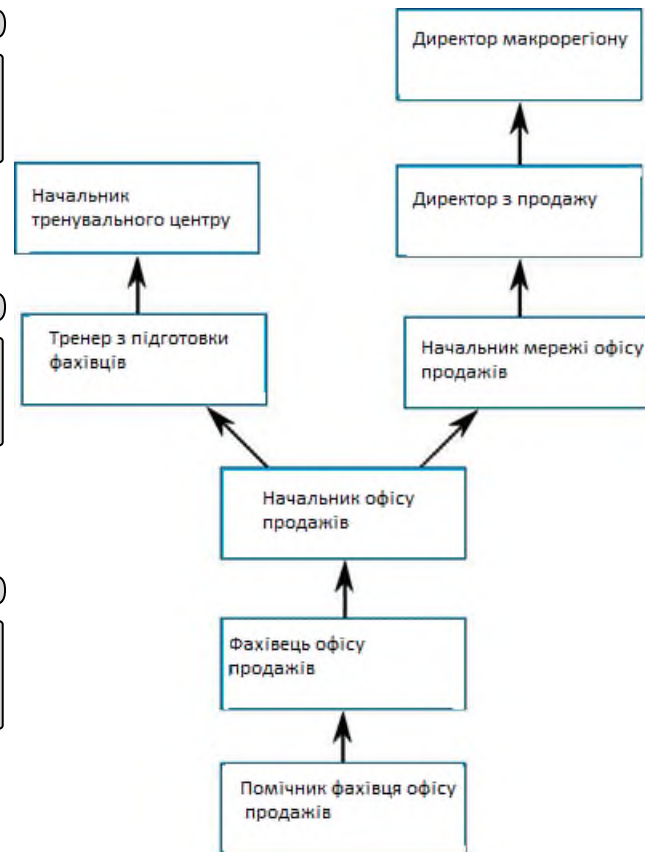 Директор макрорегіону
Начальник
тренувального центру
Директор з продажу
Тренер з підготовки
фахівців
Начальник мережі офісу
продажів
Начальник офісу
продажів
Фахівець офісу
продажів
Помічник фахівця офісу
продажів